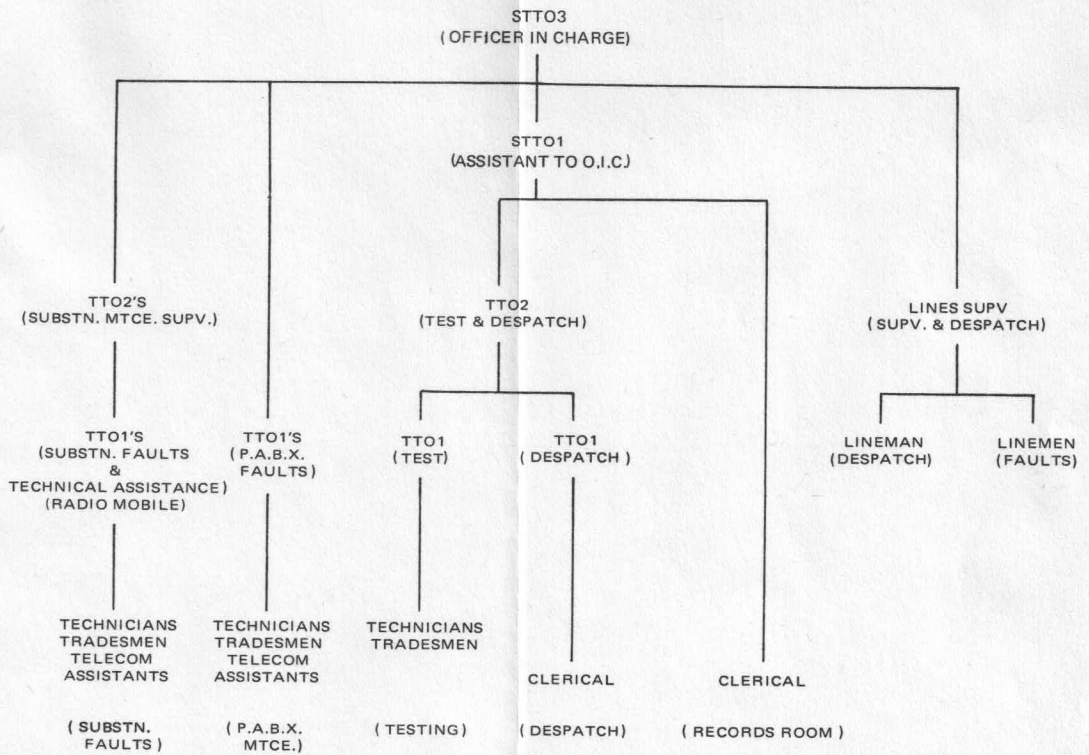 STTO3
(OFFICER IN CHARGE)
STTO1
(ASSISTANT TO O.I.C.)
TTO2'S
(SUBSTN. MTCE. SUPV.)
TTO2
(TEST & DESPATCH)
LINES SUPV
(SUPV. & DESPATCH)
TTO1'S
(SUBSTN. FAULTS
&
TECHNICAL ASSISTANCE)
(RADIO MOBILE)
TTO1'S
(P.A.B.X.
FAULTS)
TTO1
(TEST)
TTO1
(DESPATCH)
LINEMAN
(DESPATCH)
LINEMEN
(FAULTS)
TECHNICIANS
TRADESMEN
TELECOM
ASSISTANTS
TECHNICIANS
TRADESMEN
TELECOM
ASSISTANTS
TECHNICIANS
TRADESMEN
CLERICAL
CLERICAL
(SUBSTN.
FAULTS)
(P.A.B.X.
MTCE.)
(TESTING)
(DESPATCH)
(RECORDS ROOM)